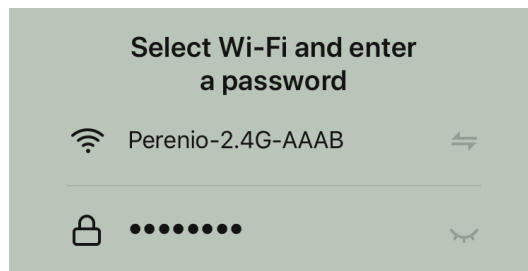 Select Wi-Fi and enter
a password
Perenio-2.4G-AAAB
••••••••